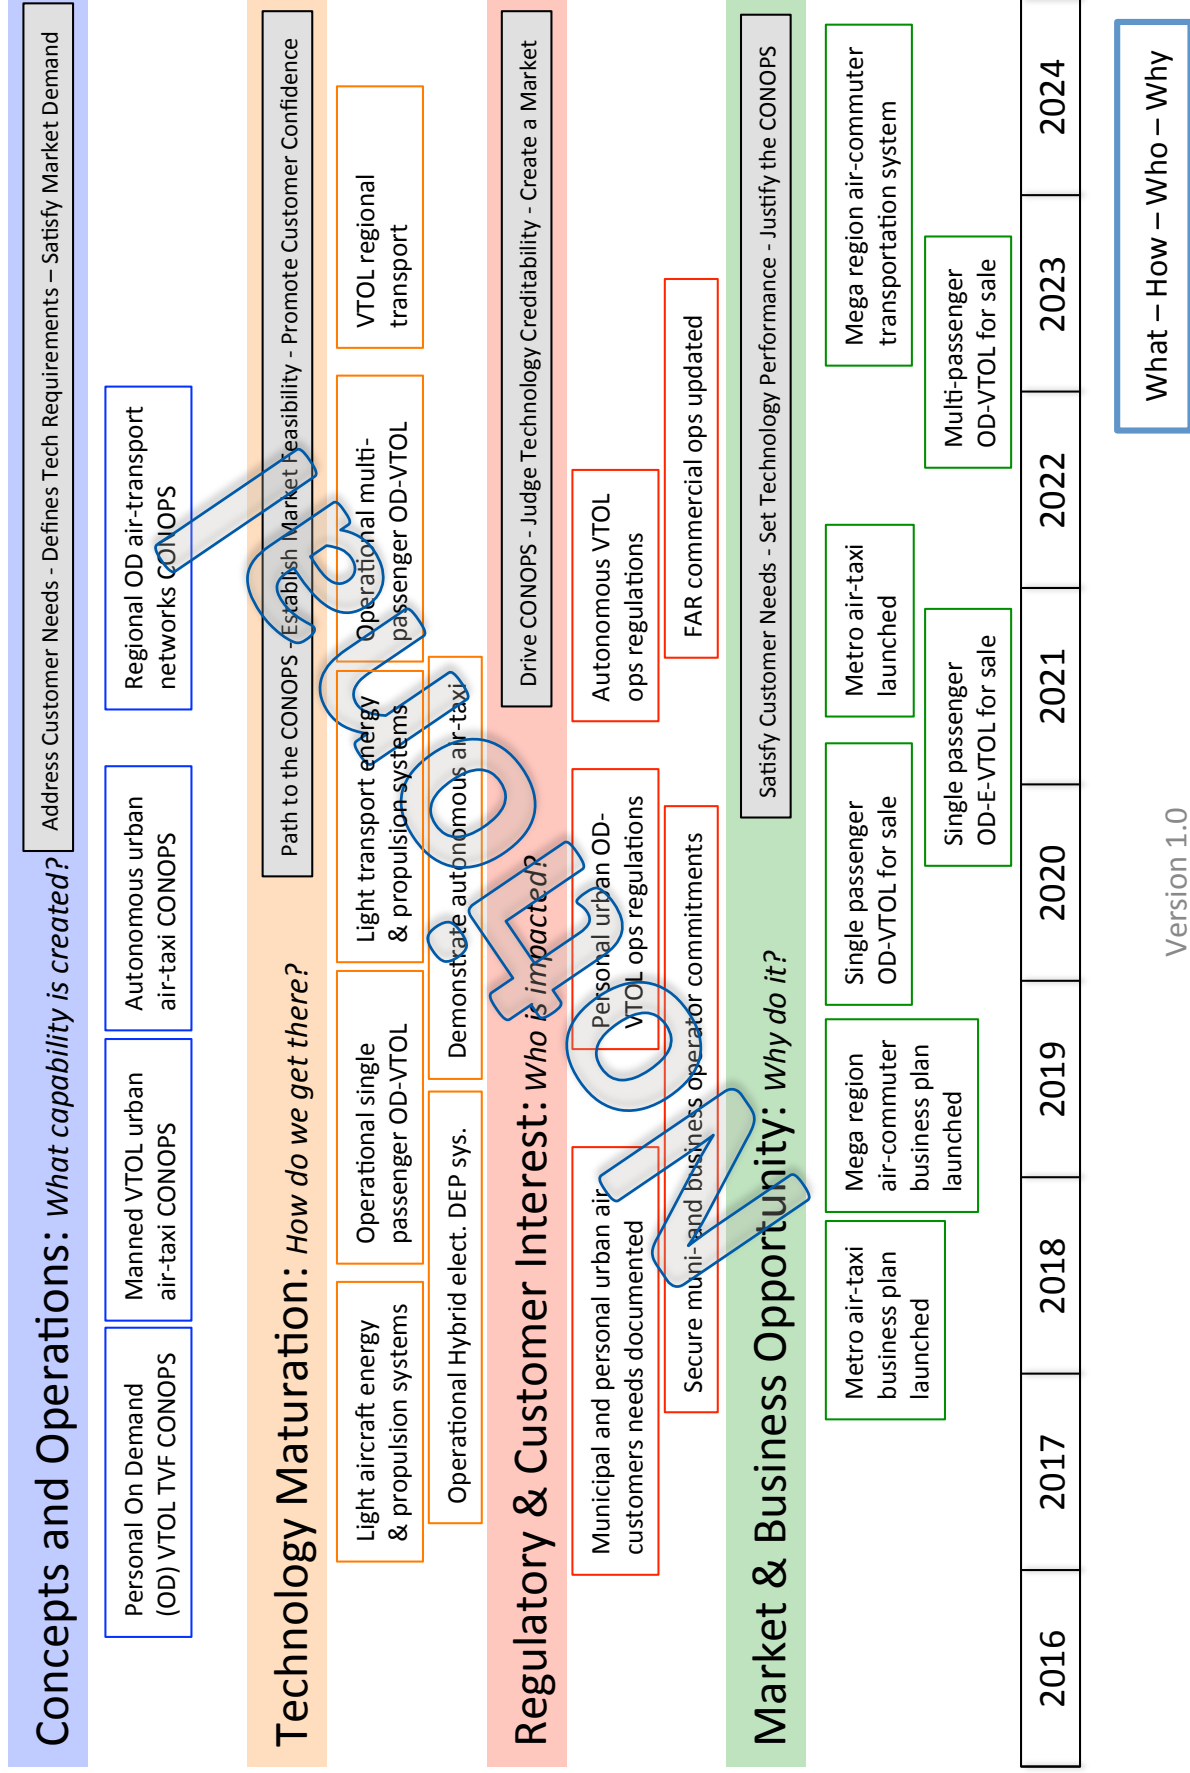 Concepts and Operations: What capability is created?
Address Customer Needs - Defines Tech Requirements – Satisfy Market Demand
Personal On Demand
(OD) VTOL TVF CONOPS
Manned VTOL urban
air-taxi CONOPS
Autonomous urban
air-taxi CONOPS
Regional OD air-transport
networks CONOPS
Technology Maturation: How do we get there?
Path to the CONOPS - Establish Market Feasibility - Promote Customer Confidence
Light aircraft energy
& propulsion systems
Operational single
passenger OD-VTOL
Light transport energy
& propulsion systems
Operational multi-
passenger OD-VTOL
VTOL regional
transport
Operational Hybrid elect. DEP sys.
Demonstrate autonomous air-taxi
Regulatory & Customer Interest: Who is impacted?
Drive CONOPS - Judge Technology Creditability - Create a Market
Municipal and personal urban air
customers needs documented
Personal urban OD-
VTOL ops regulations
Autonomous VTOL
ops regulations
Secure muni- and business operator commitments
FAR commercial ops updated
Market & Business Opportunity: Why do it?
Satisfy Customer Needs - Set Technology Performance - Justify the CONOPS
Metro air-taxi
business plan
launched
Mega region
air-commuter
business plan
launched
Single passenger
OD-VTOL for sale
Metro air-taxi
launched
Mega region air-commuter
transportation system
Single passenger
OD-E-VTOL for sale
Multi-passenger
OD-VTOL for sale
2016 2017 2018 2019 2020 2021 2022 2023 2024
Version 1.0
What – How – Who – Why